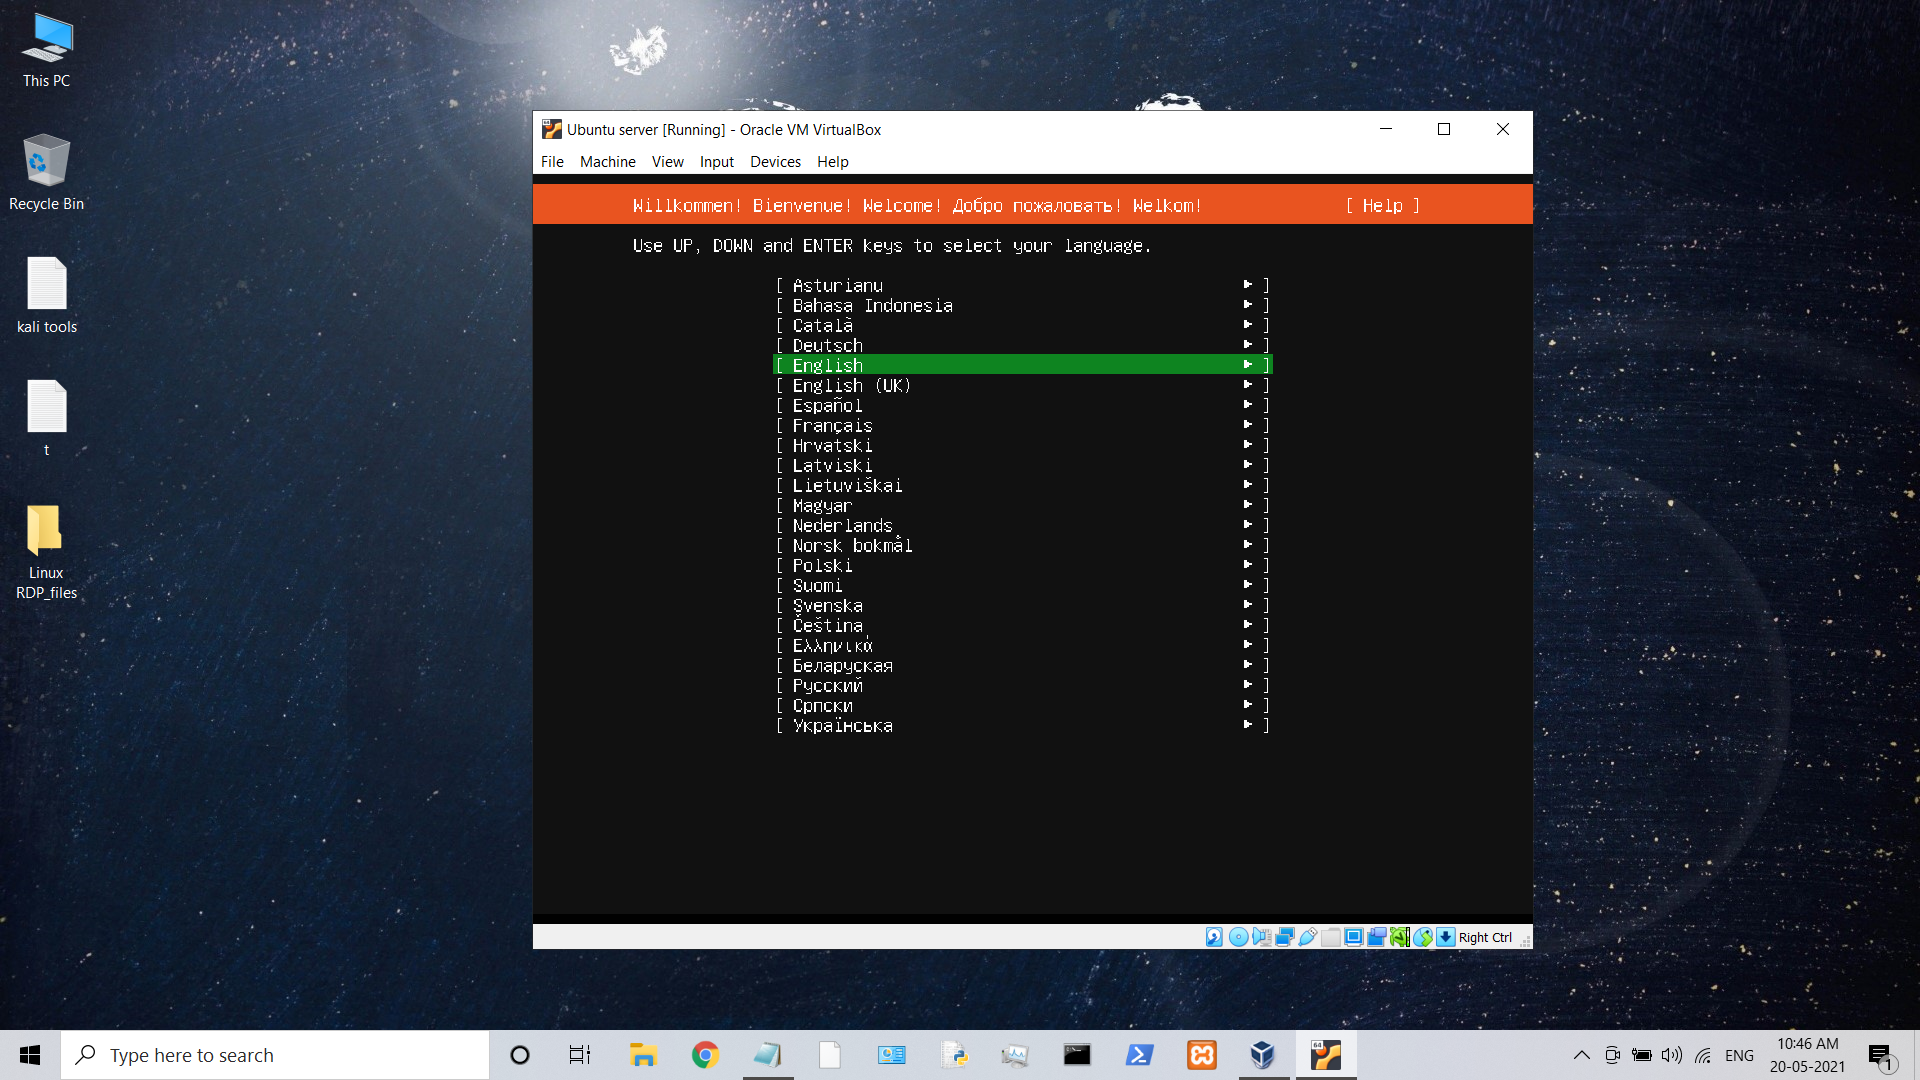 This PC
Recycle Bin
kali tools
t
Linux
RDP_files
Ubuntu server [Running] - Oracle VM VirtualBox
File Machine View Input Devices Help
Willkommen! Bienvenue! Welcome! Добро пожаловать! Welkom! [ Help ]
Use UP, DOWN and ENTER keys to select your language.
[ Asturianu ► ]
[ Bahasa Indonesia ► ]
[ Català ► ]
[ Deutsch ► ]
[ English ► ]
[ English (UK) ► ]
[ Español ► ]
[ Français ► ]
[ Hrvatski ► ]
[ Latviski ► ]
[ Lietuviškai ► ]
[ Magyar ► ]
[ Nederlands ► ]
[ Norsk bokmål ► ]
[ Polski ► ]
[ Suomi ► ]
[ Svenska ► ]
[ Čeština ► ]
[ Ελληνικά ► ]
[ Беларуская ► ]
[ Русский ► ]
[ Српски ► ]
[ Українська ► ]
Right Ctrl
Type here to search
64
ENG
10:46 AM
20-05-2021
1